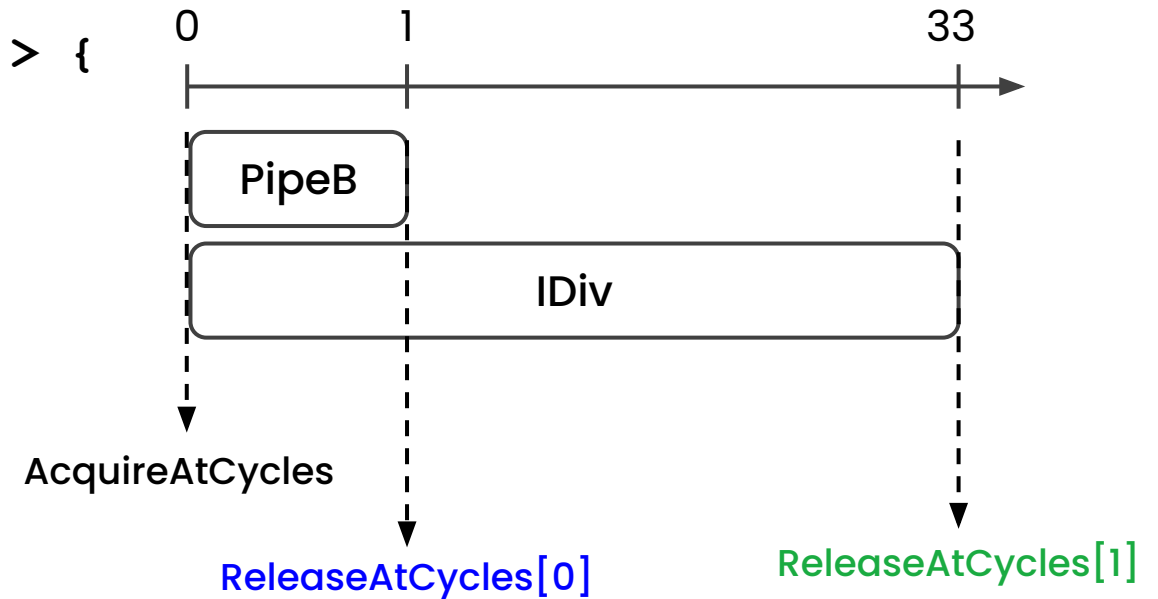 0 1 33
> {
PipeB
IDiv
AcquireAtCycles
ReleaseAtCycles[0]
ReleaseAtCycles[1]